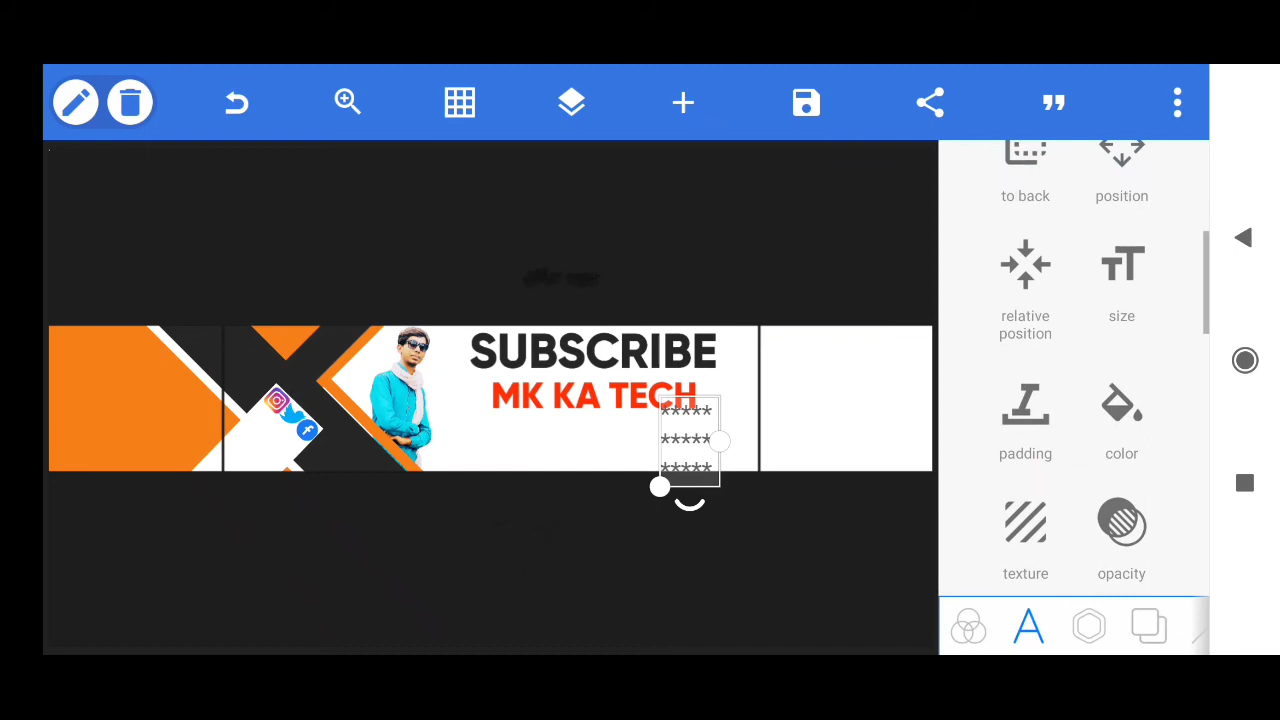 to back
position
SUBSCRIBE
MK KA TECH
*****
*****
*****
relative
position
size
padding
color
texture
opacity